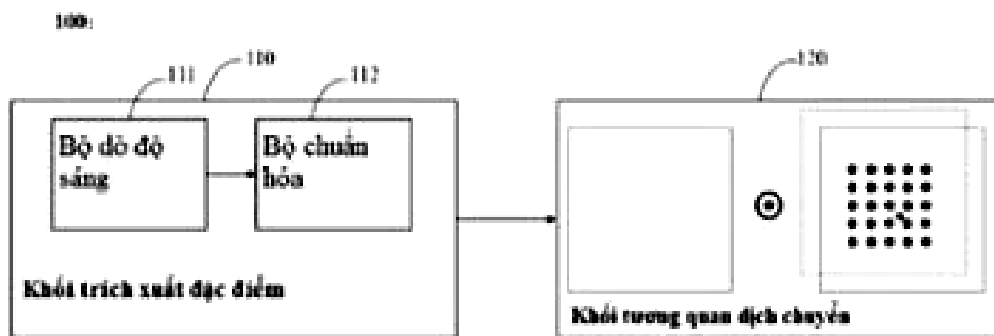 100:
110
111
112
120
Bộ dò độ
sáng
Bộ chuẩn
hóa
Khối trích xuất đặc điểm
Khối tương quan dịch chuyển